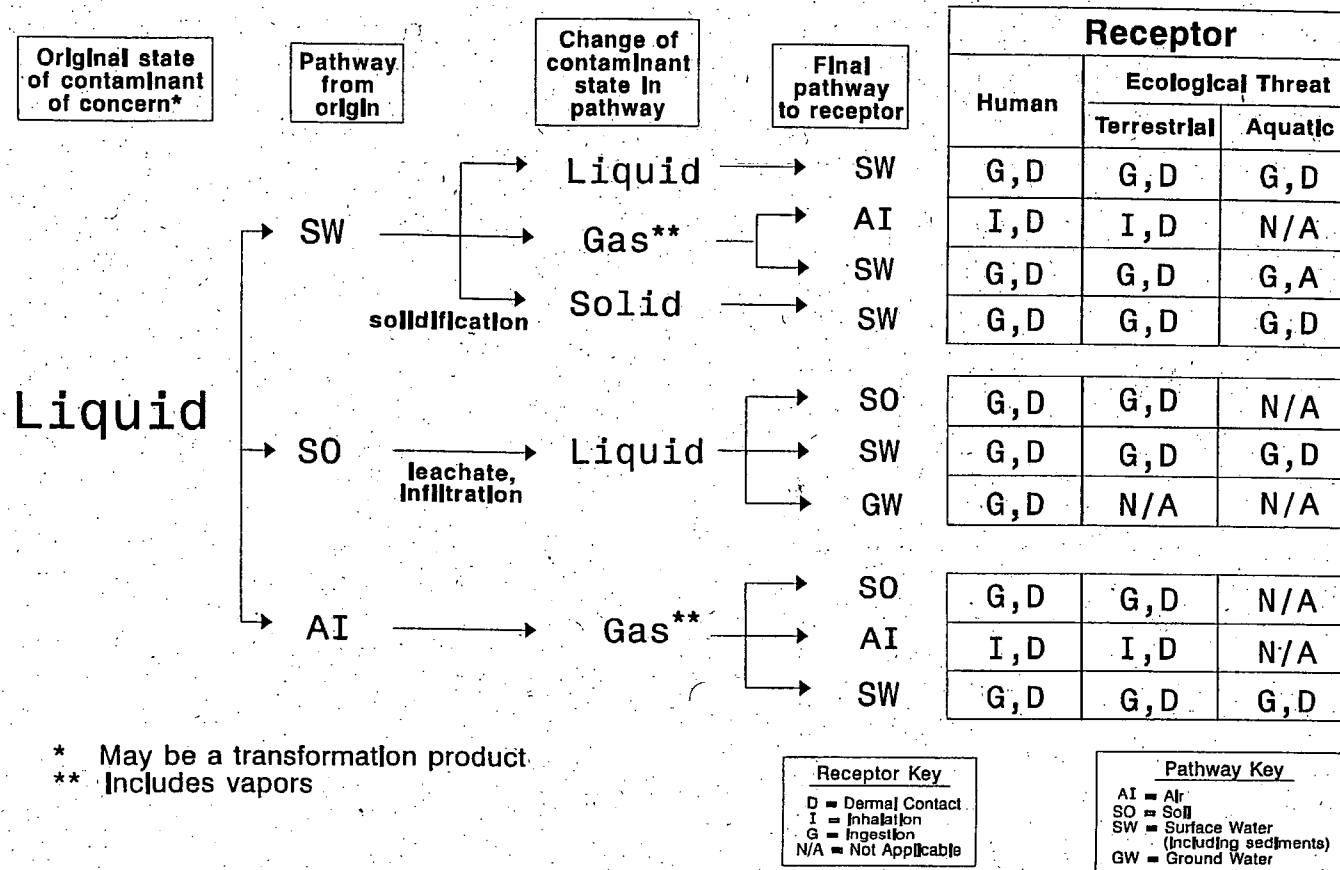 Original state
of contaminant
of concern*
Pathway
from
origin
Change of
contaminant
state in
pathway
Final
pathway
to receptor
Receptor
Human
Ecological Threat
Terrestrial Aquatic
Liquid
SW
solidification
Liquid SW G,D G,D G,D
Gas** AI I,D I,D N/A
SW G,D G,D G,A
Solid SW G,D G,D G,D
SO
leachate,
infiltration
Liquid
SO G,D G,D N/A
SW G,D G,D G,D
GW G,D N/A N/A
AI
Gas**
SO G,D G,D N/A
AI I,D I,D N/A
SW G,D G,D G,D
* May be a transformation product
** Includes vapors
Receptor Key
D = Dermal Contact
I = Inhalation
G = Ingestion
N/A = Not Applicable
Pathway Key
AI = Air
SO = Soil
SW = Surface Water
(including sediments)
GW = Ground Water